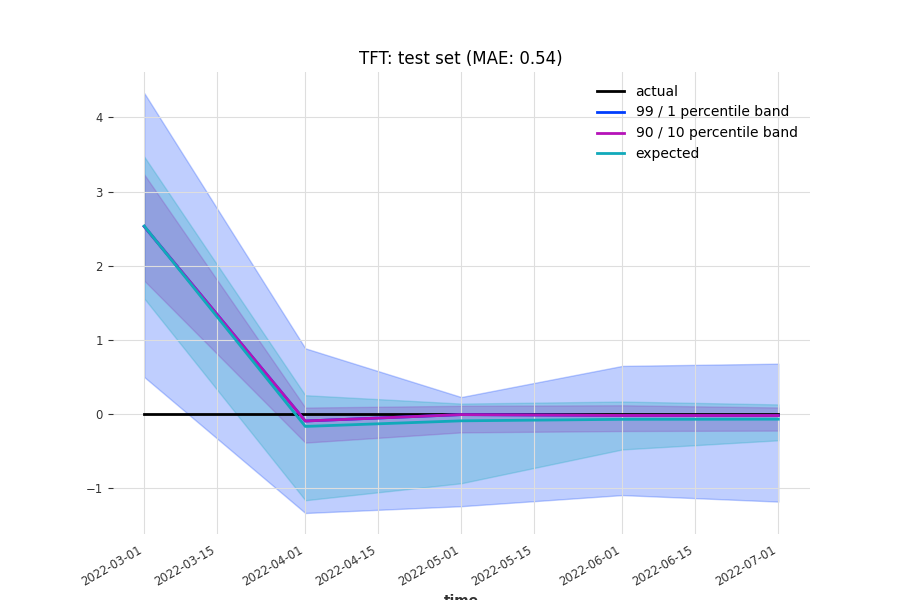 TFT: test set (MAE: 0.54)
actual
99 / 1 percentile band
90 / 10 percentile band
expected
4
3
2
1
0
−1
2022-03-01
2022-03-15
2022-04-01
2022-04-15
2022-05-01
2022-05-15
2022-06-01
2022-06-15
2022-07-01
time